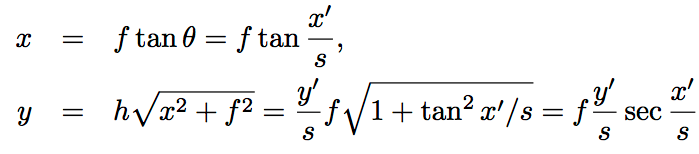 x = f tan θ = f tan x′/s,
y = h√(x² + f²) = y′/s f√(1 + tan² x′/s) = f y′/s sec x′/s